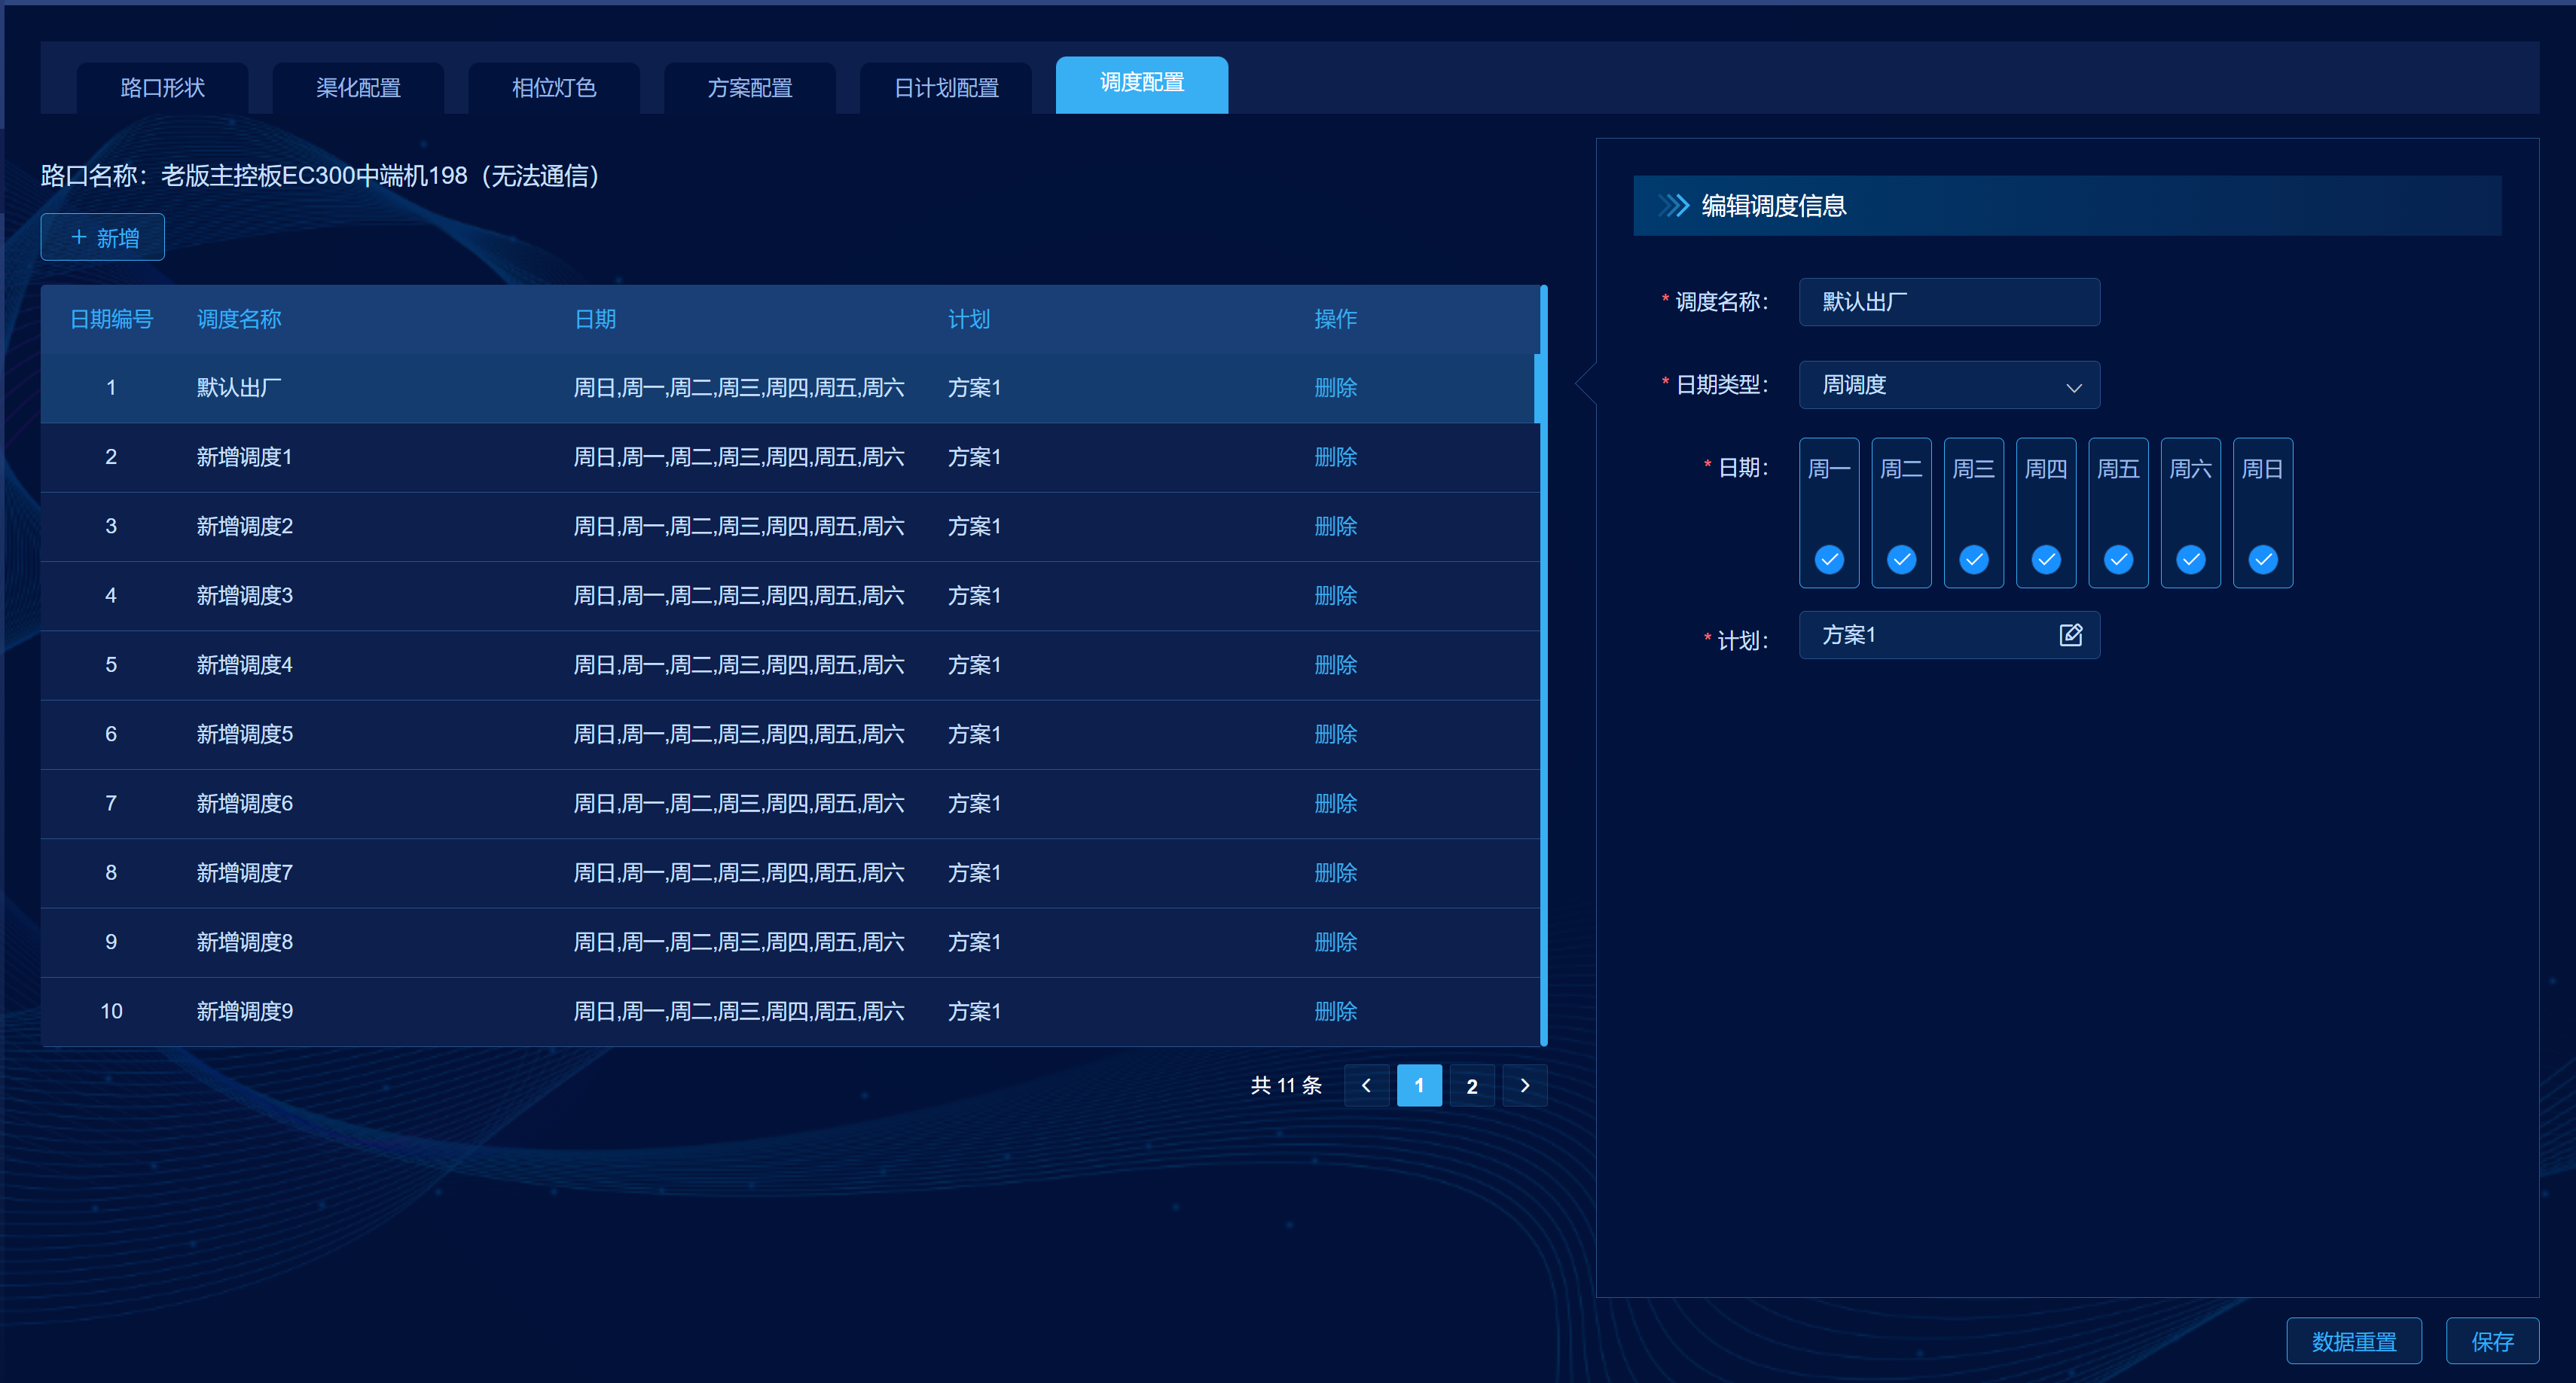 路口形状 渠化配置 相位灯色 方案配置 日计划配置 调度配置
路口名称：老版主控板EC300中端机198（无法通信）
新增
日期编号 调度名称 日期 计划 操作
1 默认出厂 周日,周一,周二,周三,周四,周五,周六 方案1 删除
2 新增调度1 周日,周一,周二,周三,周四,周五,周六 方案1 删除
3 新增调度2 周日,周一,周二,周三,周四,周五,周六 方案1 删除
4 新增调度3 周日,周一,周二,周三,周四,周五,周六 方案1 删除
5 新增调度4 周日,周一,周二,周三,周四,周五,周六 方案1 删除
6 新增调度5 周日,周一,周二,周三,周四,周五,周六 方案1 删除
7 新增调度6 周日,周一,周二,周三,周四,周五,周六 方案1 删除
8 新增调度7 周日,周一,周二,周三,周四,周五,周六 方案1 删除
9 新增调度8 周日,周一,周二,周三,周四,周五,周六 方案1 删除
10 新增调度9 周日,周一,周二,周三,周四,周五,周六 方案1 删除
共 11 条 1 2
编辑调度信息
* 调度名称： 默认出厂
* 日期类型： 周调度
* 日期： 周一 周二 周三 周四 周五 周六 周日
* 计划： 方案1
数据重置 保存